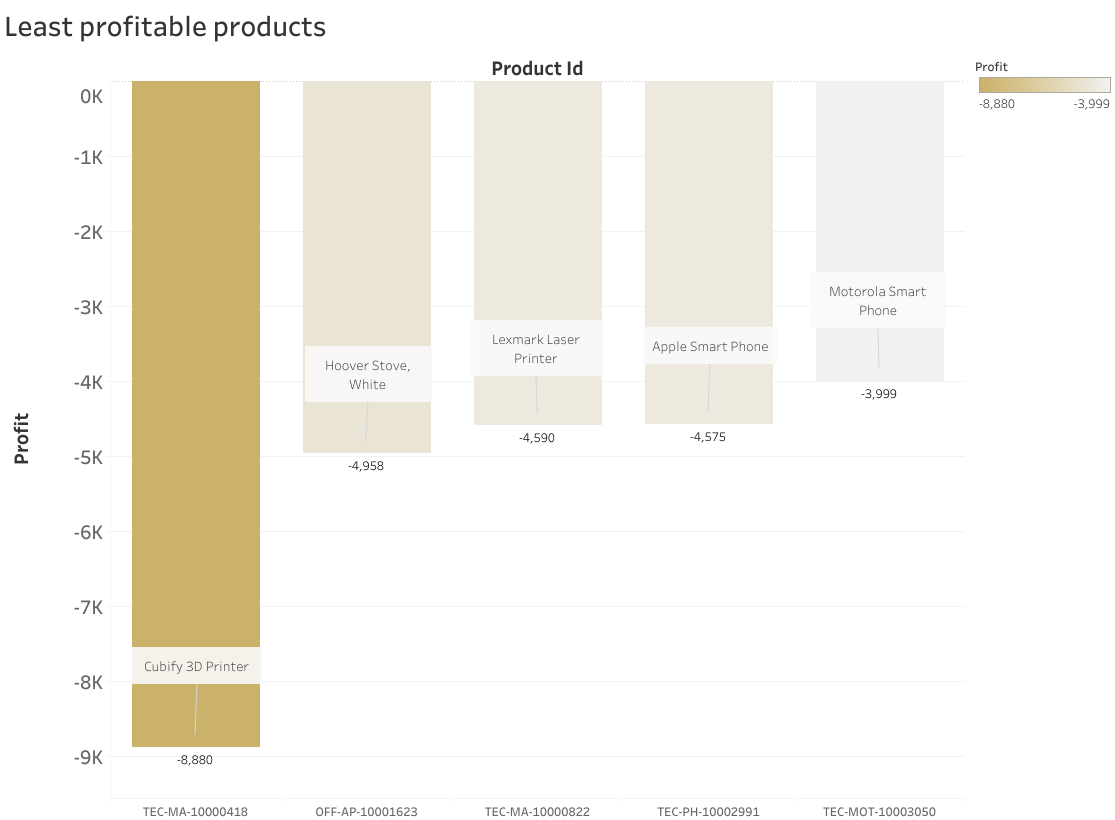 Least profitable products
Product Id
Profit
-8,880
-3,999
0K
-1K
-2K
-3K
-4K
-5K
-6K
-7K
-8K
-9K
Profit
Cubify 3D Printer
-8,880
Hoover Stove,
White
-4,958
Lexmark Laser
Printer
-4,590
Apple Smart Phone
-4,575
Motorola Smart
Phone
-3,999
TEC-MA-10000418
OFF-AP-10001623
TEC-MA-10000822
TEC-PH-10002991
TEC-MOT-10003050